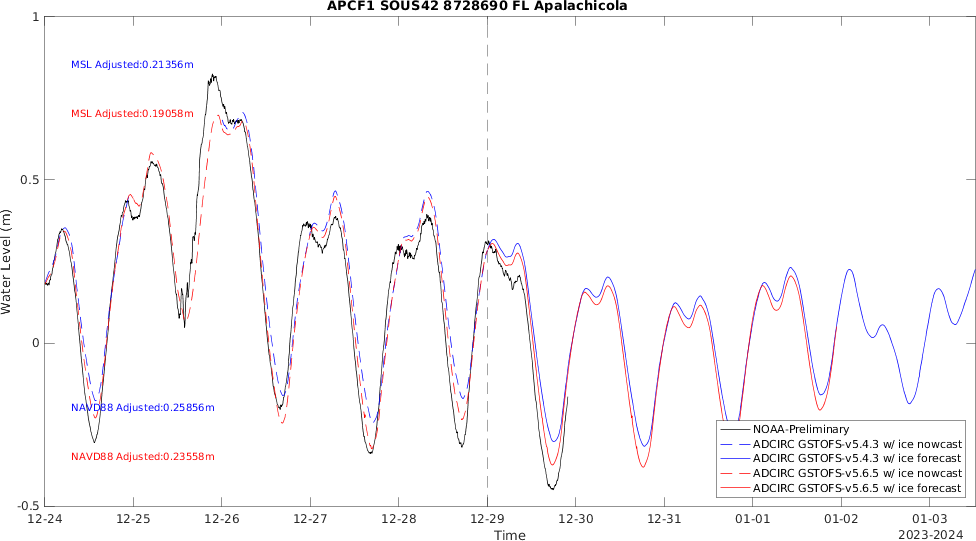 APCF1 SOUS42 8728690 FL Apalachicola
1
MSL Adjusted:0.21356m
MSL Adjusted:0.19058m
0.5
Water Level (m)
0
NAVD88 Adjusted:0.25856m
NAVD88 Adjusted:0.23558m
-0.5
NOAA-Preliminary
ADCIRC GSTOFS-v5.4.3 w/ ice nowcast
ADCIRC GSTOFS-v5.4.3 w/ ice forecast
ADCIRC GSTOFS-v5.6.5 w/ ice nowcast
ADCIRC GSTOFS-v5.6.5 w/ ice forecast
12-24 12-25 12-26 12-27 12-28 12-29 12-30 12-31 01-01 01-02 01-03
Time
2023-2024